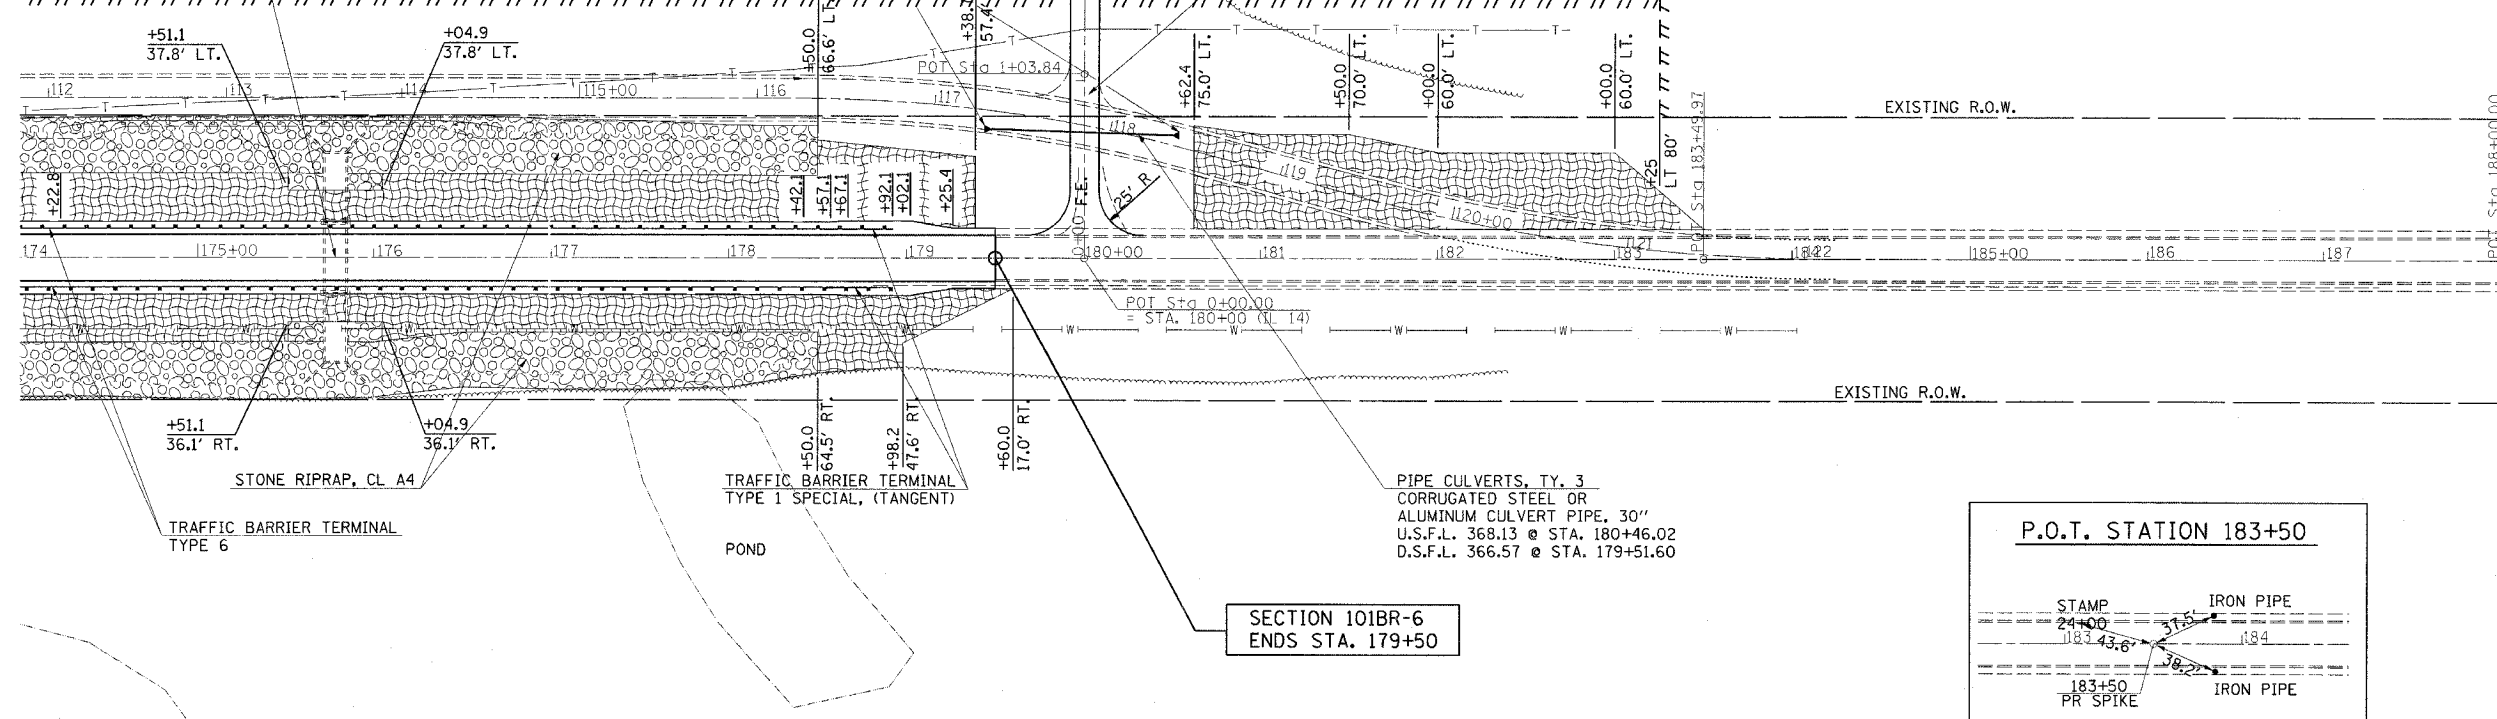 +51.1
37.8' LT.
+04.9
37.8' LT.
+50.0
66.6' LT.
57.4'
POT Sta 1+03.84
+62.4
75.0' LT.
+50.0
70.0' LT.
+00.0
60.0' LT.
+00.0
60.0' LT.
+25
LT 80'
EXISTING R.O.W.
112
113
114
115+00
116
117
118
119
120+00
121
122
T T T T T T T T T T T T T T T
+22.8
+42.1
+57.1
+67.1
+92.1
+02.1
+25.4
0+00 F.E.
25' R
174
175+00
176
177
178
179
180+00
181
182
183
184
185+00
186
187
POT Sta 0+00.00
= STA. 180+00 (IL 14)
W W W W W W W W W
EXISTING R.O.W.
+51.1
36.1' RT.
+04.9
36.1' RT.
+50.0
64.5' RT.
+98.2
47.6' RT.
+60.0
17.0' RT.
STONE RIPRAP, CL A4
TRAFFIC BARRIER TERMINAL
TYPE 1 SPECIAL, (TANGENT)
TRAFFIC BARRIER TERMINAL
TYPE 6
POND
PIPE CULVERTS, TY. 3
CORRUGATED STEEL OR
ALUMINUM CULVERT PIPE, 30"
U.S.F.L. 368.13 @ STA. 180+46.02
D.S.F.L. 366.57 @ STA. 179+51.60
SECTION 101BR-6
ENDS STA. 179+50
P.O.T. STATION 183+50
STAMP
24+00
IRON PIPE
37.5'
183
43.6'
184
38.2'
183+50
PR SPIKE
IRON PIPE